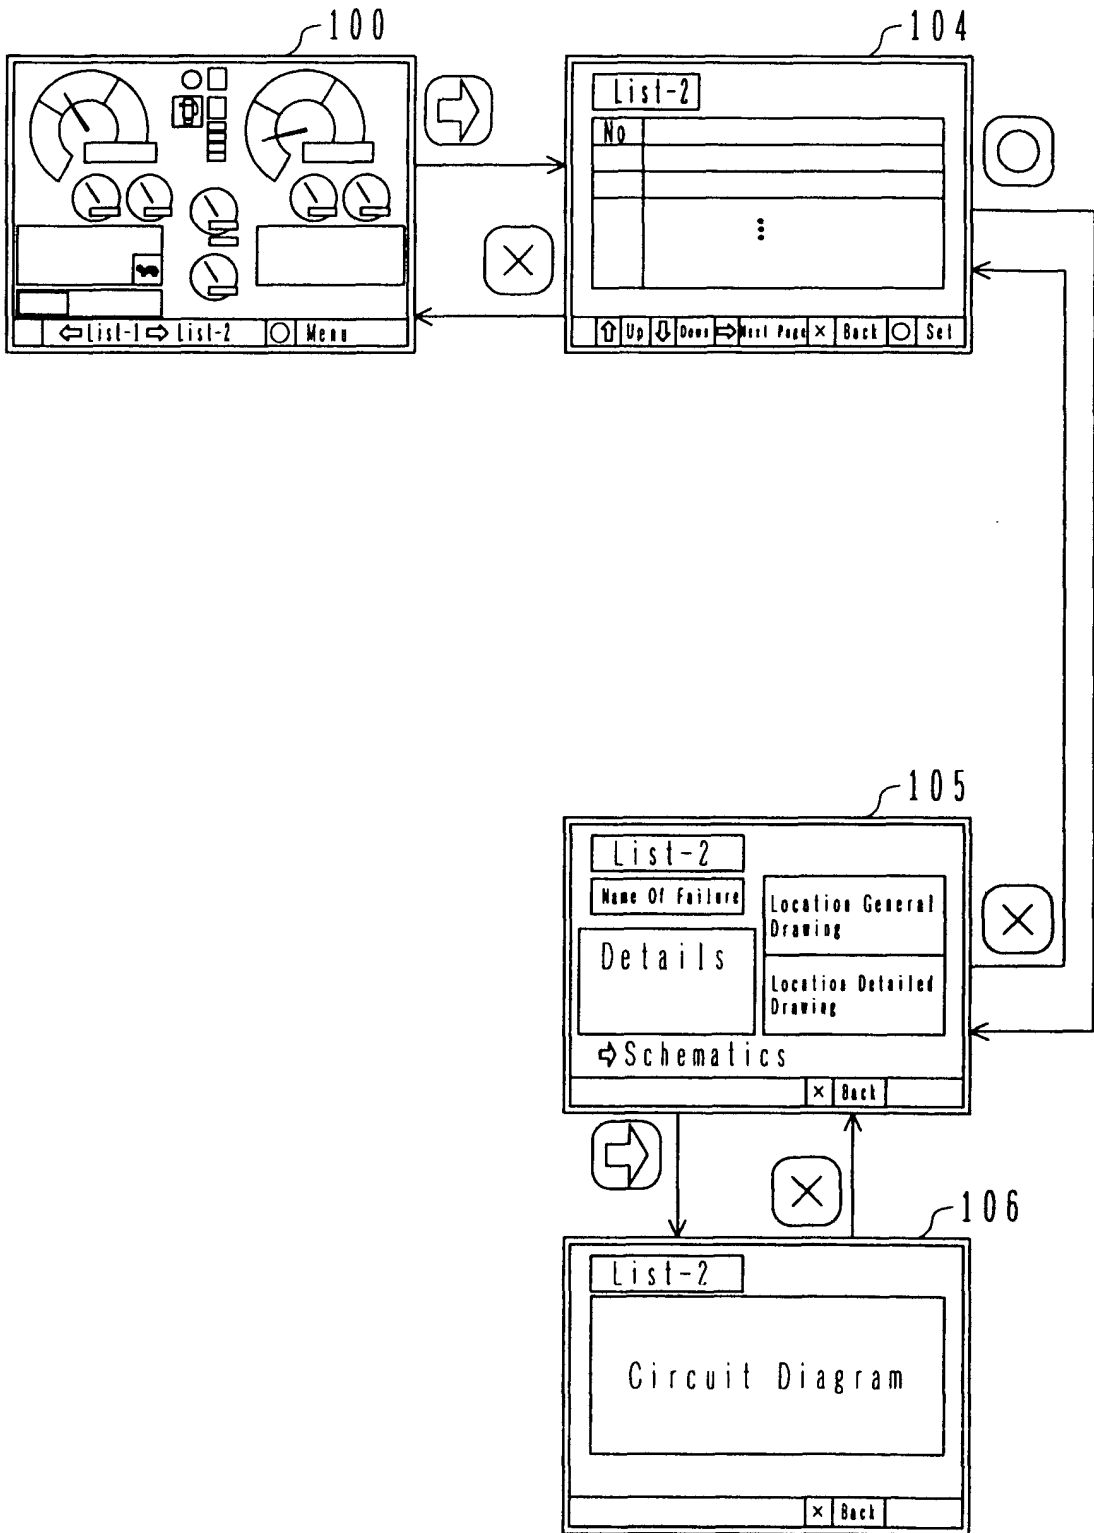 100
List-1 List-2 Menu
104
List-2
No
Up Down Next Page × Back Set
105
List-2
Name Of Failure
Location General
Drawing
Details
Location Detailed
Drawing
Schematics
× Back
106
List-2
Circuit Diagram
× Back